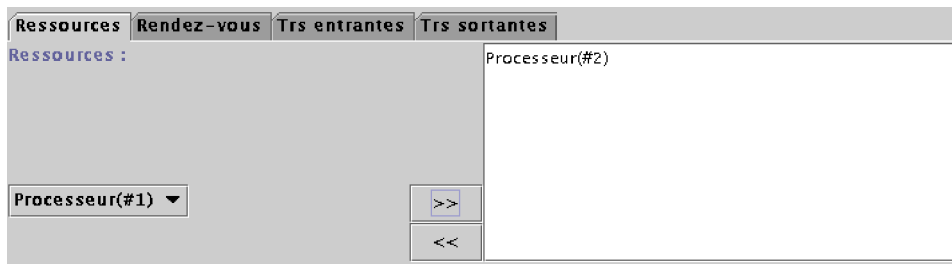 Ressources Rendez-vous Trs entrantes Trs sortantes
Ressources :
Processeur(#2)
Processeur(#1)
>>
<<